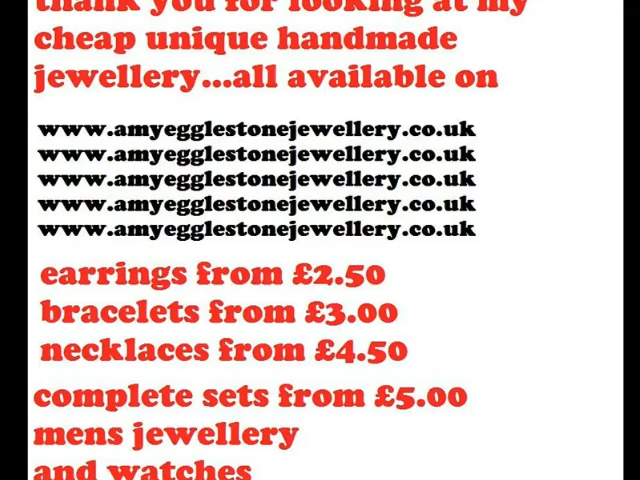 thank you for looking at my
cheap unique handmade
jewellery...all available on
www.amyegglestonejewellery.co.uk
www.amyegglestonejewellery.co.uk
www.amyegglestonejewellery.co.uk
www.amyegglestonejewellery.co.uk
www.amyegglestonejewellery.co.uk
earrings from £2.50
bracelets from £3.00
necklaces from £4.50
complete sets from £5.00
mens jewellery
and watches